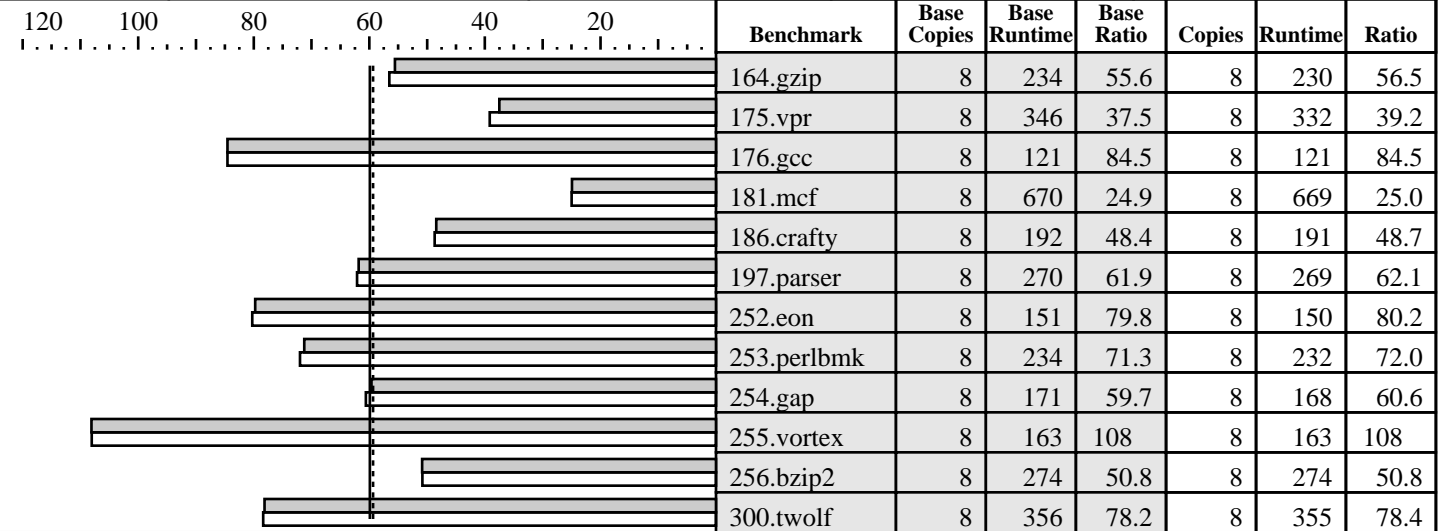 120 100 80 60 40 20
Benchmark Base Copies Base Runtime Base Ratio Copies Runtime Ratio
164.gzip 8 234 55.6 8 230 56.5
175.vpr 8 346 37.5 8 332 39.2
176.gcc 8 121 84.5 8 121 84.5
181.mcf 8 670 24.9 8 669 25.0
186.crafty 8 192 48.4 8 191 48.7
197.parser 8 270 61.9 8 269 62.1
252.eon 8 151 79.8 8 150 80.2
253.perlbmk 8 234 71.3 8 232 72.0
254.gap 8 171 59.7 8 168 60.6
255.vortex 8 163 108 8 163 108
256.bzip2 8 274 50.8 8 274 50.8
300.twolf 8 356 78.2 8 355 78.4